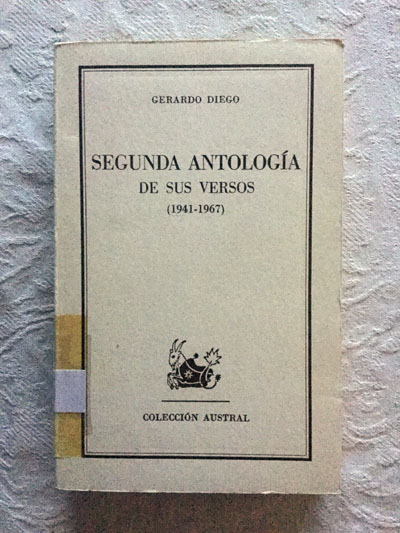 GERARDO DIEGO
SEGUNDA ANTOLOGÍA
DE SUS VERSOS
(1941-1967)
COLECCIÓN AUSTRAL